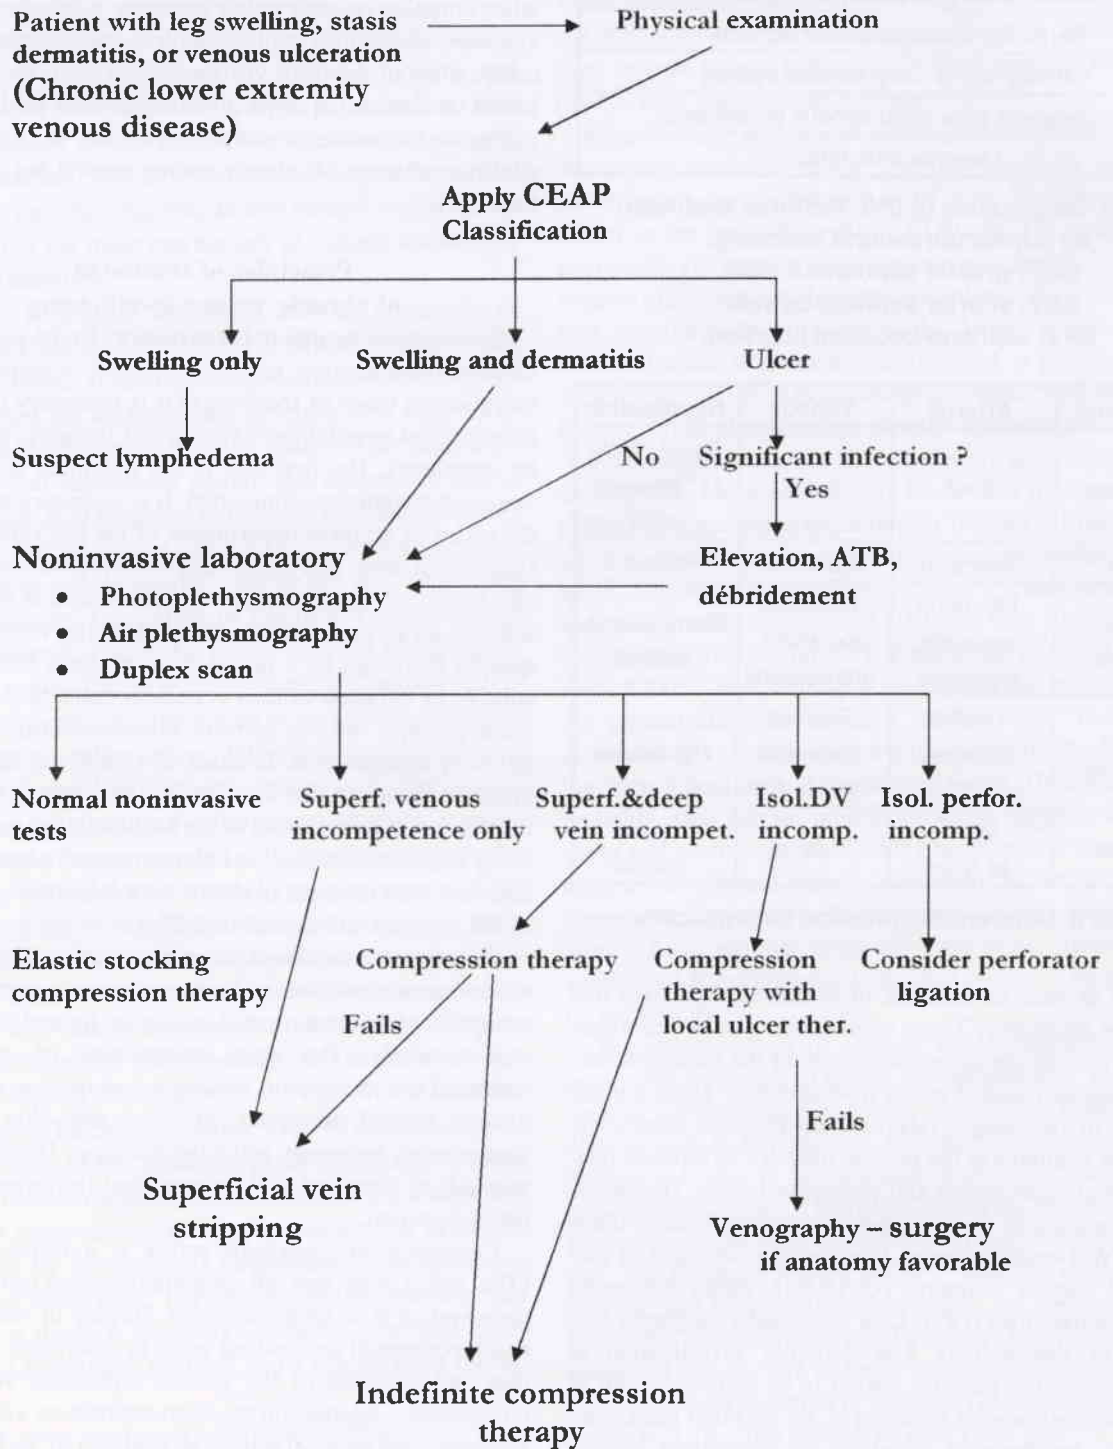 Patient with leg swelling, stasis
dermatitis, or venous ulceration
(Chronic lower extremity
venous disease)
Physical examination
Apply CEAP
Classification
Swelling only
Swelling and dermatitis
Ulcer
Suspect lymphedema
No
Significant infection ?
Yes
Noninvasive laboratory
• Photoplethysmography
• Air plethysmography
• Duplex scan
Elevation, ATB,
débridement
Normal noninvasive
tests
Superf. venous
incompetence only
Superf.&deep
vein incompet.
Isol.DV
incomp.
Isol. perfor.
incomp.
Elastic stocking
compression therapy
Compression therapy
Compression
therapy with
local ulcer ther.
Consider perforator
ligation
Fails
Fails
Superficial vein
stripping
Venography – surgery
if anatomy favorable
Indefinite compression
therapy